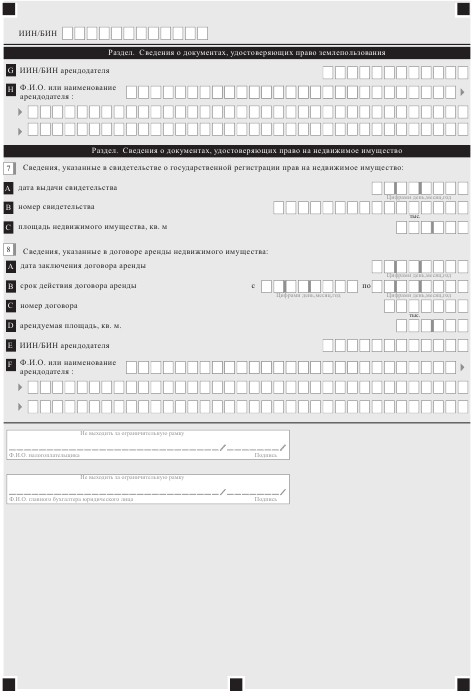 ИИН/БИН
Раздел. Сведения о документах, удостоверяющих право землепользования
G ИИН/БИН арендодателя
H Ф.И.О. или наименование
арендодателя :
Раздел. Сведения о документах, удостоверяющих право на недвижимое имущество
7 Сведения, указанные в свидетельстве о государственной регистрации прав на недвижимое имущество:
A дата выдачи свидетельства
Цифрами день,месяц,год
B номер свидетельства
тыс.
C площадь недвижимого имущества, кв. м
8 Сведения, указанные в договоре аренды недвижимого имущества:
A дата заключения договора аренды
Цифрами день,месяц,год
B срок действия договора аренды с по
Цифрами день,месяц,год Цифрами день,месяц,год
C номер договора
тыс.
D арендуемая площадь, кв. м.
E ИИН/БИН арендодателя
F Ф.И.О. или наименование
арендодателя :
Не выходить за ограничительную рамку
Ф.И.О. налогоплательщика Подпись
Не выходить за ограничительную рамку
Ф.И.О. главного бухгалтера юридического лица Подпись